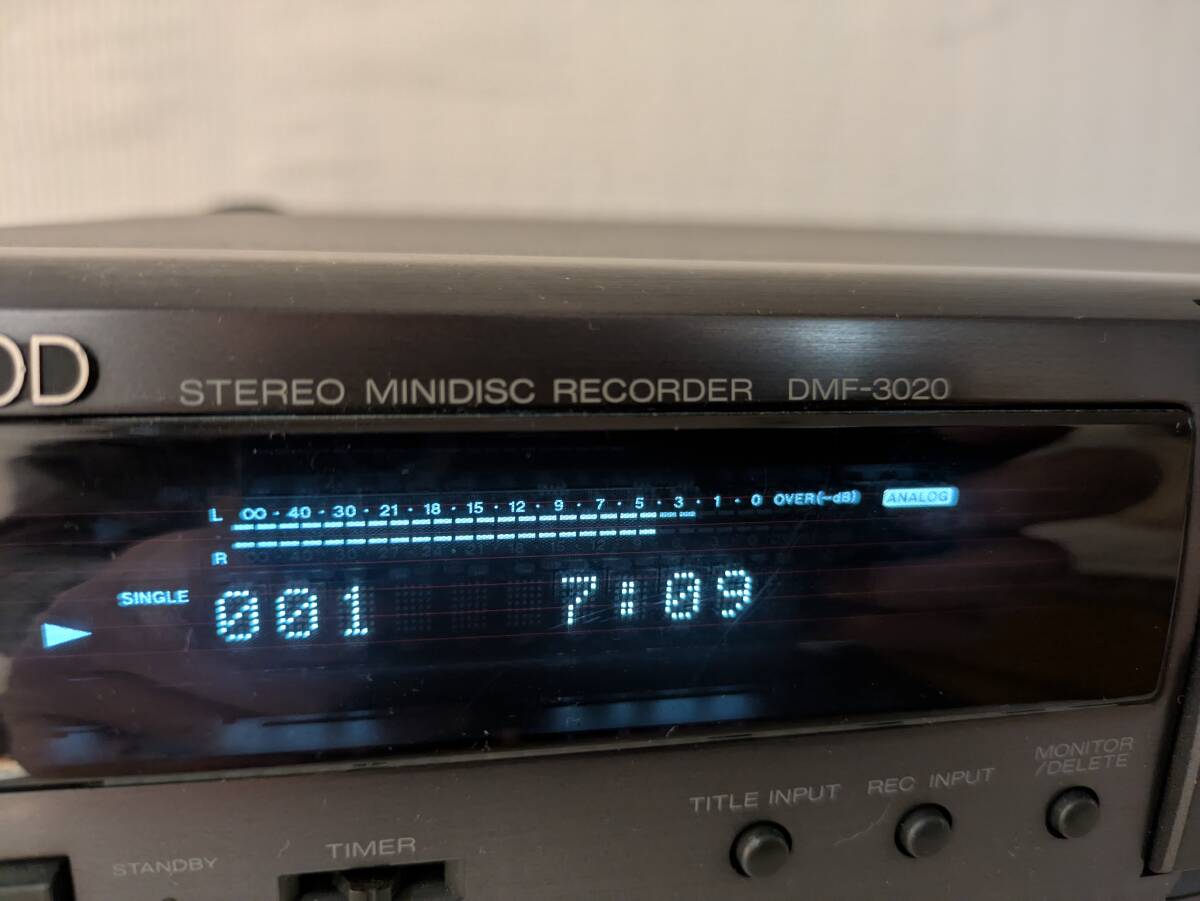 OD
STEREO MINIDISC RECORDER DMF-3020
L ∞ · 40 · 30 · 21 · 18 · 15 · 12 · 9 · 7 · 5 · 3 · 1 · 0 OVER(-dB) ANALOG
R
SINGLE 001 7:09
TITLE INPUT
REC INPUT
MONITOR
/DELETE
STANDBY
TIMER